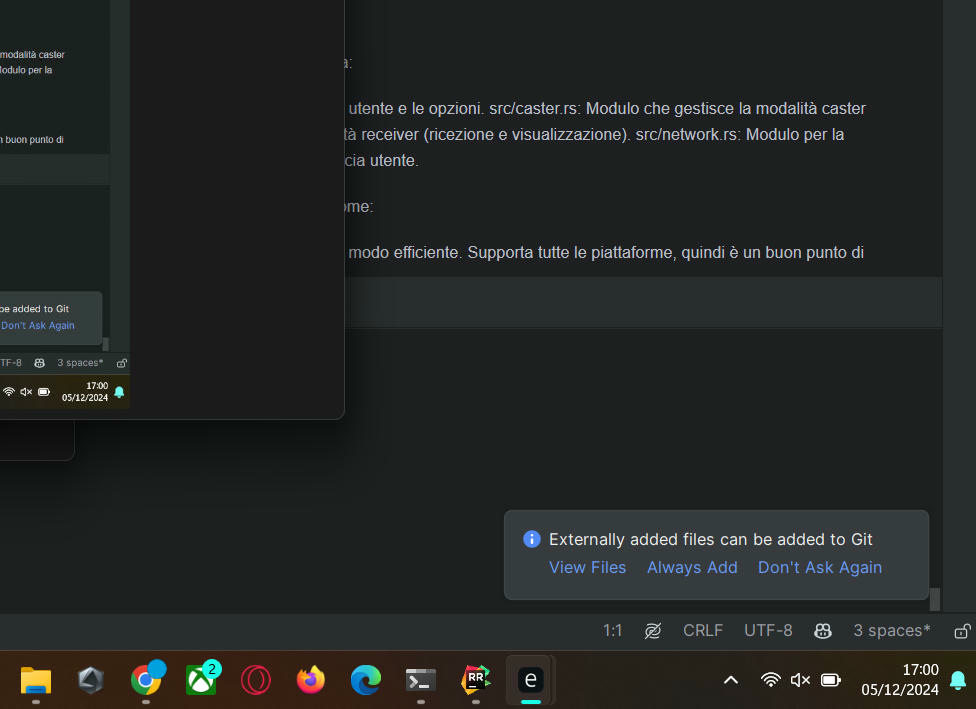 modalità caster
Modulo per la
n buon punto di
be added to Git
Don't Ask Again
TF-8 3 spaces*
17:00
05/12/2024
a:
utente e le opzioni. src/caster.rs: Modulo che gestisce la modalità caster
tà receiver (ricezione e visualizzazione). src/network.rs: Modulo per la
cia utente.
ome:
modo efficiente. Supporta tutte le piattaforme, quindi è un buon punto di
Externally added files can be added to Git
View Files Always Add Don't Ask Again
1:1 CRLF UTF-8 3 spaces*
2
RR
e
17:00
05/12/2024